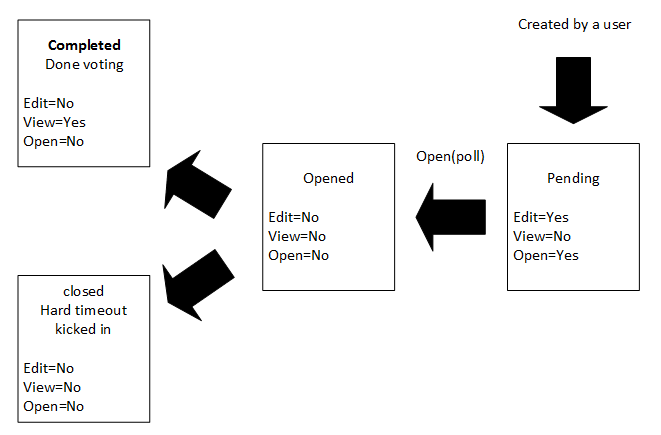 Completed
Done voting
Edit=No
View=Yes
Open=No
Created by a user
Open(poll)
Opened
Edit=No
View=No
Open=No
Pending
Edit=Yes
View=No
Open=Yes
closed
Hard timeout
kicked in
Edit=No
View=No
Open=No